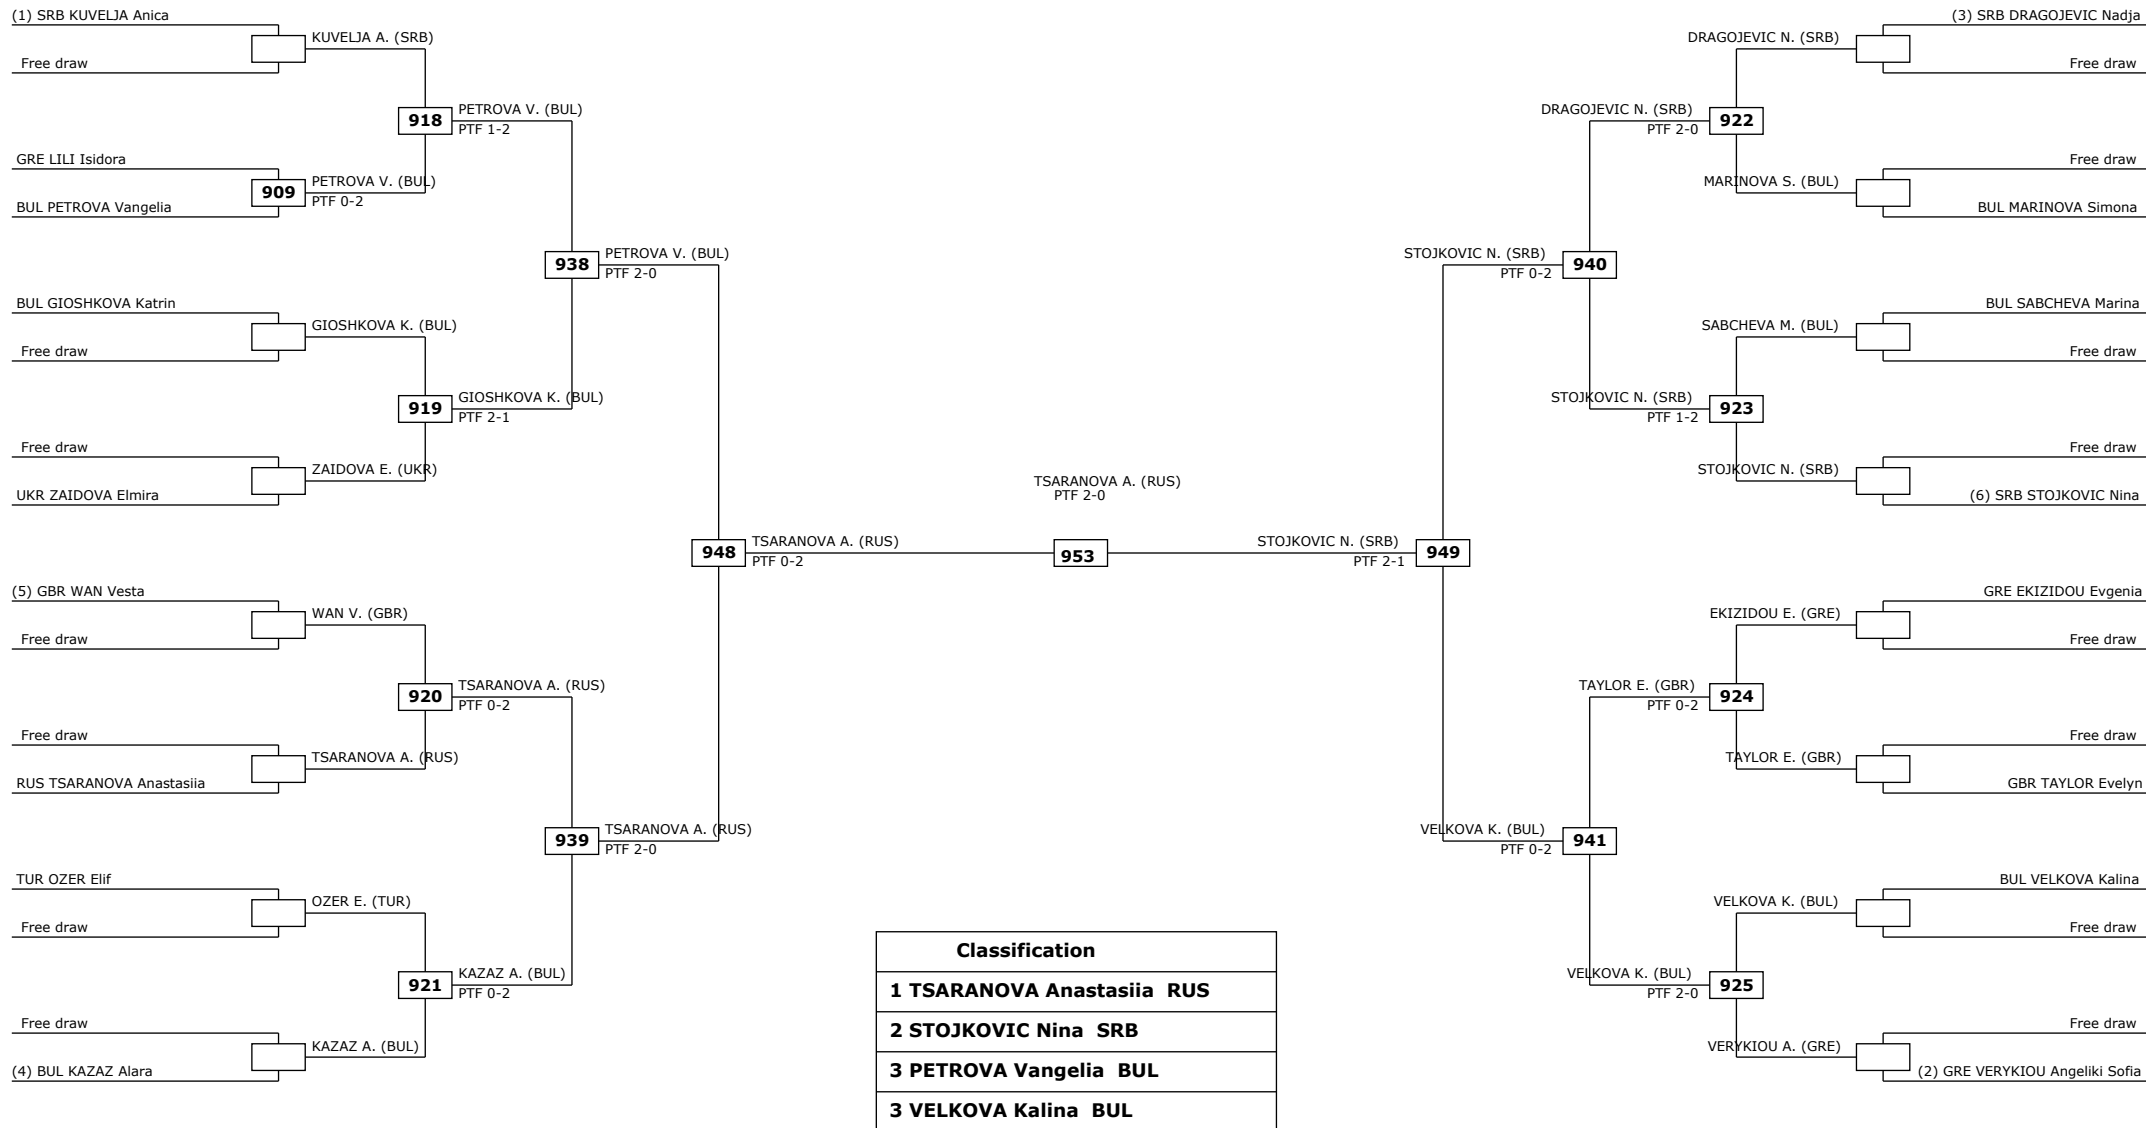 (1) SRB KUVELJA Anica
KUVELJA A. (SRB)
Free draw
918
PETROVA V. (BUL)
PTF 1-2
GRE LILI Isidora
909
PETROVA V. (BUL)
PTF 0-2
BUL PETROVA Vangelia
938
PETROVA V. (BUL)
PTF 2-0
BUL GIOSHKOVA Katrin
GIOSHKOVA K. (BUL)
Free draw
919
GIOSHKOVA K. (BUL)
PTF 2-1
Free draw
ZAIDOVA E. (UKR)
UKR ZAIDOVA Elmira
948
TSARANOVA A. (RUS)
PTF 0-2
(5) GBR WAN Vesta
WAN V. (GBR)
Free draw
920
TSARANOVA A. (RUS)
PTF 0-2
Free draw
TSARANOVA A. (RUS)
RUS TSARANOVA Anastasiia
939
TSARANOVA A. (RUS)
PTF 2-0
TUR OZER Elif
OZER E. (TUR)
Free draw
921
KAZAZ A. (BUL)
PTF 0-2
Free draw
KAZAZ A. (BUL)
(4) BUL KAZAZ Alara
TSARANOVA A. (RUS)
PTF 2-0
953
(3) SRB DRAGOJEVIC Nadja
DRAGOJEVIC N. (SRB)
Free draw
DRAGOJEVIC N. (SRB)
PTF 2-0
922
Free draw
MARINOVA S. (BUL)
BUL MARINOVA Simona
STOJKOVIC N. (SRB)
PTF 0-2
940
BUL SABCHEVA Marina
SABCHEVA M. (BUL)
Free draw
STOJKOVIC N. (SRB)
PTF 1-2
923
Free draw
STOJKOVIC N. (SRB)
(6) SRB STOJKOVIC Nina
STOJKOVIC N. (SRB)
PTF 2-1
949
GRE EKIZIDOU Evgenia
EKIZIDOU E. (GRE)
Free draw
TAYLOR E. (GBR)
PTF 0-2
924
Free draw
TAYLOR E. (GBR)
GBR TAYLOR Evelyn
VELKOVA K. (BUL)
PTF 0-2
941
BUL VELKOVA Kalina
VELKOVA K. (BUL)
Free draw
VELKOVA K. (BUL)
PTF 2-0
925
Free draw
VERYKIOU A. (GRE)
(2) GRE VERYKIOU Angeliki Sofia
Classification
1 TSARANOVA Anastasiia RUS
2 STOJKOVIC Nina SRB
3 PETROVA Vangelia BUL
3 VELKOVA Kalina BUL